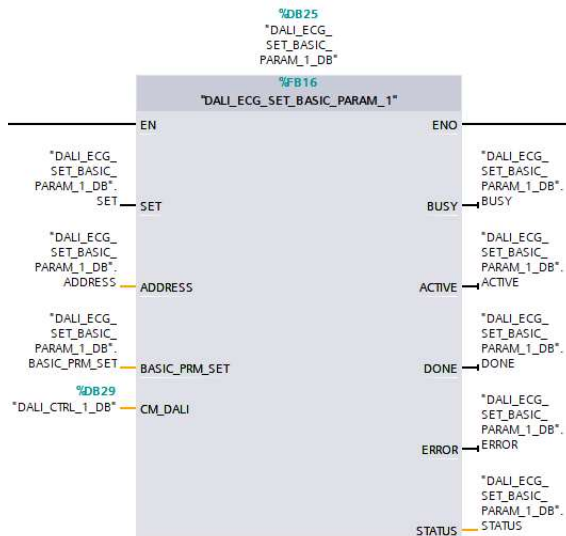 %DB25
"DALI_ECG_
SET_BASIC_
PARAM_1_DB"
%FB16
"DALI_ECG_SET_BASIC_PARAM_1"
EN
ENO
"DALI_ECG_
SET_BASIC_
PARAM_1_DB".
SET
SET
"DALI_ECG_
SET_BASIC_
PARAM_1_DB".
BUSY
BUSY
"DALI_ECG_
SET_BASIC_
PARAM_1_DB".
ADDRESS
ADDRESS
"DALI_ECG_
SET_BASIC_
PARAM_1_DB".
ACTIVE
ACTIVE
"DALI_ECG_
SET_BASIC_
PARAM_1_DB".
BASIC_PRM_SET
BASIC_PRM_SET
"DALI_ECG_
SET_BASIC_
PARAM_1_DB".
DONE
DONE
%DB29
"DALI_CTRL_1_DB"
CM_DALI
"DALI_ECG_
SET_BASIC_
PARAM_1_DB".
ERROR
ERROR
"DALI_ECG_
SET_BASIC_
PARAM_1_DB".
STATUS
STATUS